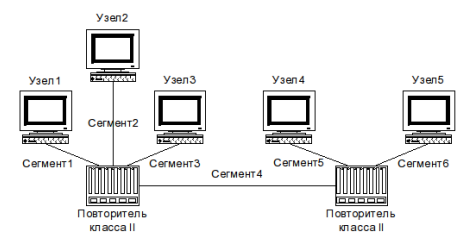 Узел2
Узел1
Узел3
Узел4
Узел5
Сегмент2
Сегмент1
Сегмент3
Сегмент4
Сегмент5
Сегмент6
Повторитель
класса II
Повторитель
класса II